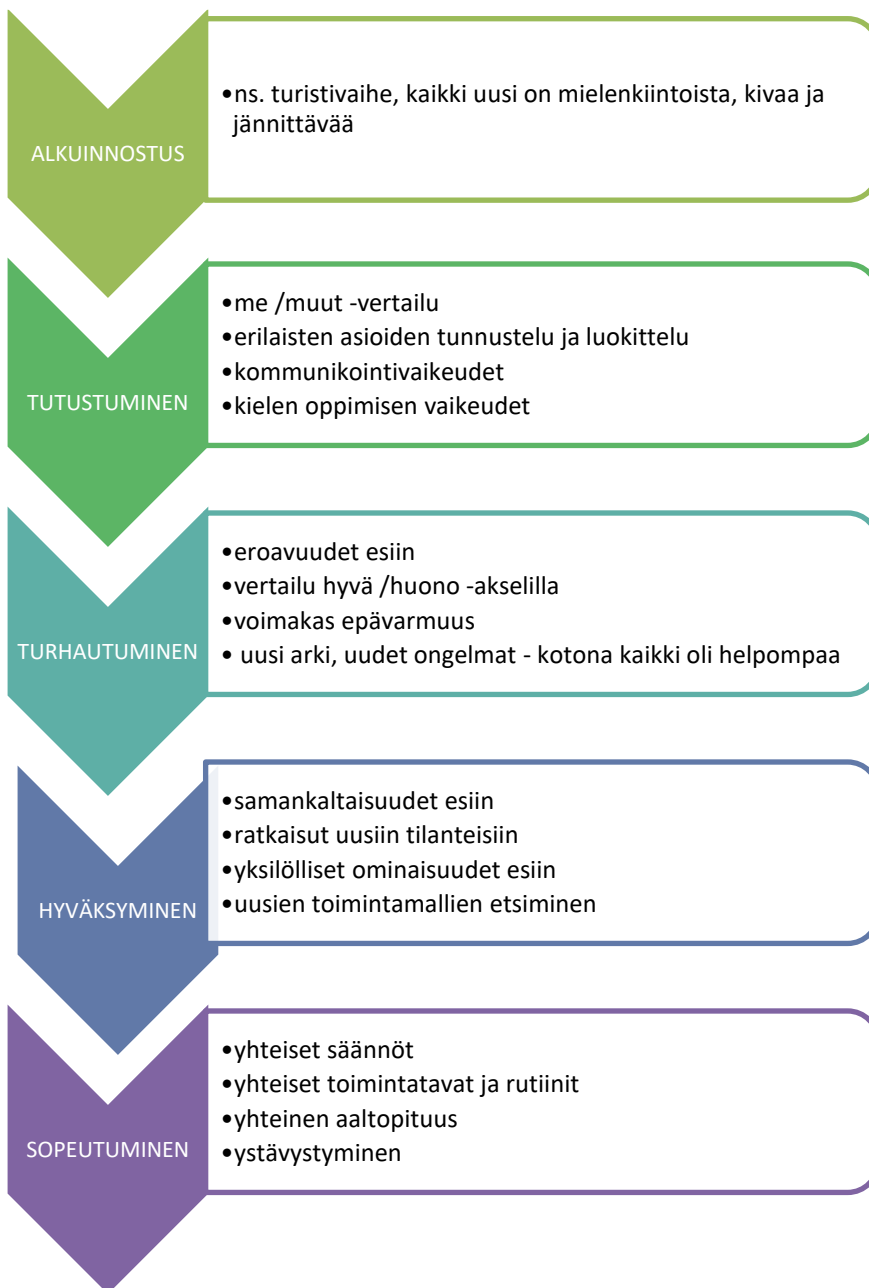 ALKUINNOSTUS
•ns. turistivaihe, kaikki uusi on mielenkiintoista, kivaa ja
jännittävää
TUTUSTUMINEN
•me /muut -vertailu
•erilaisten asioiden tunnustelu ja luokittelu
•kommunikointivaikeudet
•kielen oppimisen vaikeudet
TURHAUTUMINEN
•eroavuudet esiin
•vertailu hyvä /huono -akselilla
•voimakas epävarmuus
• uusi arki, uudet ongelmat - kotona kaikki oli helpompaa
HYVÄKSYMINEN
•samankaltaisuudet esiin
•ratkaisut uusiin tilanteisiin
•yksilölliset ominaisuudet esiin
•uusien toimintamallien etsiminen
SOPEUTUMINEN
•yhteiset säännöt
•yhteiset toimintatavat ja rutiinit
•yhteinen aaltopituus
•ystävystyminen